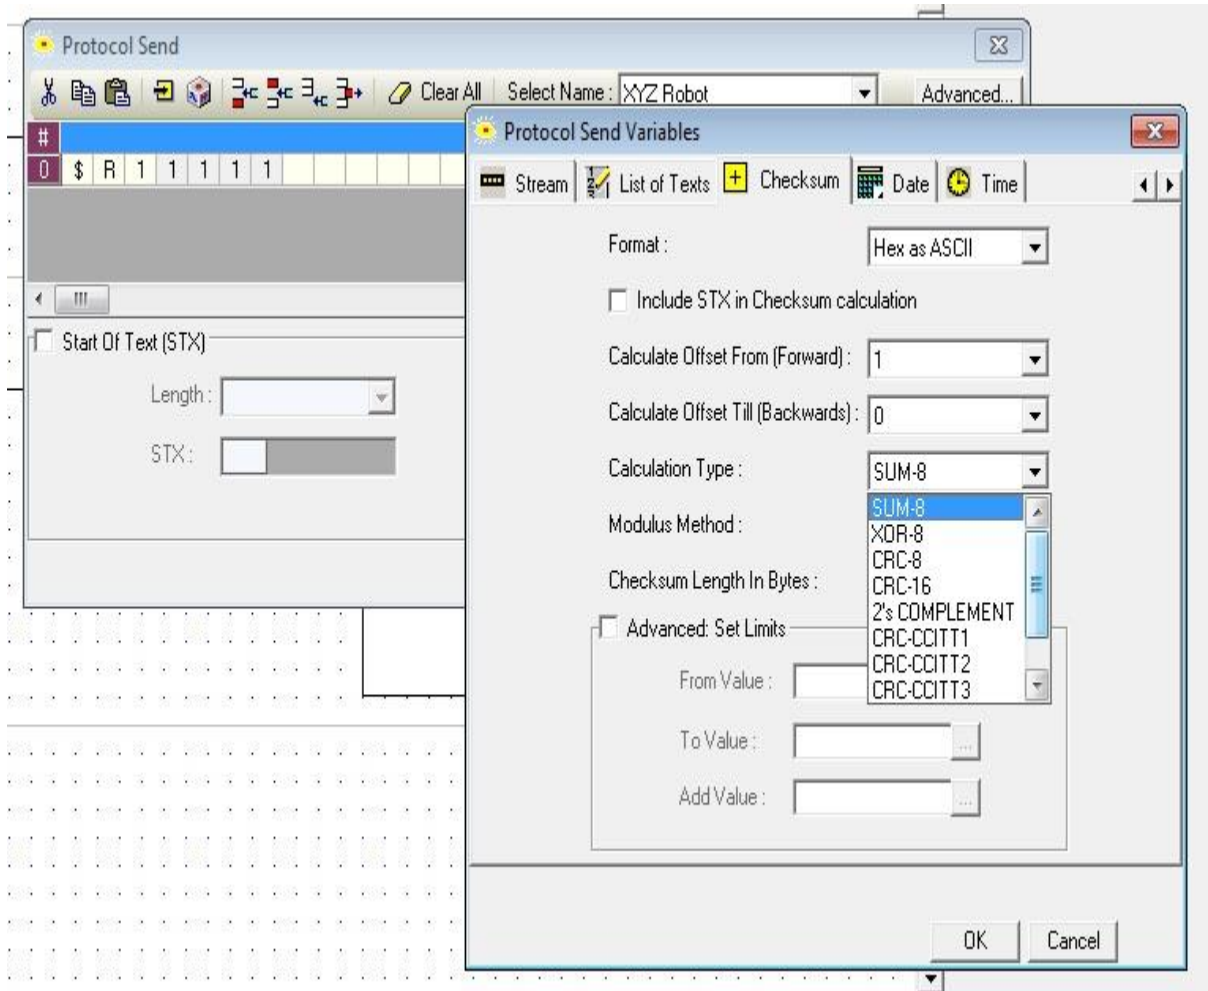 Protocol Send
Clear All Select Name : XYZ Robot Advanced...
#
0 $ R 1 1 1 1 1
Start Of Text (STX)
Length :
STX :
Protocol Send Variables
Stream List of Texts Checksum Date Time
Format : Hex as ASCII
Include STX in Checksum calculation
Calculate Offset From (Forward) : 1
Calculate Offset Till (Backwards) : 0
Calculation Type : SUM-8
SUM-8
Modulus Method :
XOR-8
CRC-8
Checksum Length In Bytes :
CRC-16
2's COMPLEMENT
Advanced: Set Limits
CRC-CCITT1
CRC-CCITT2
From Value :
CRC-CCITT3
To Value : ...
Add Value : ...
OK Cancel